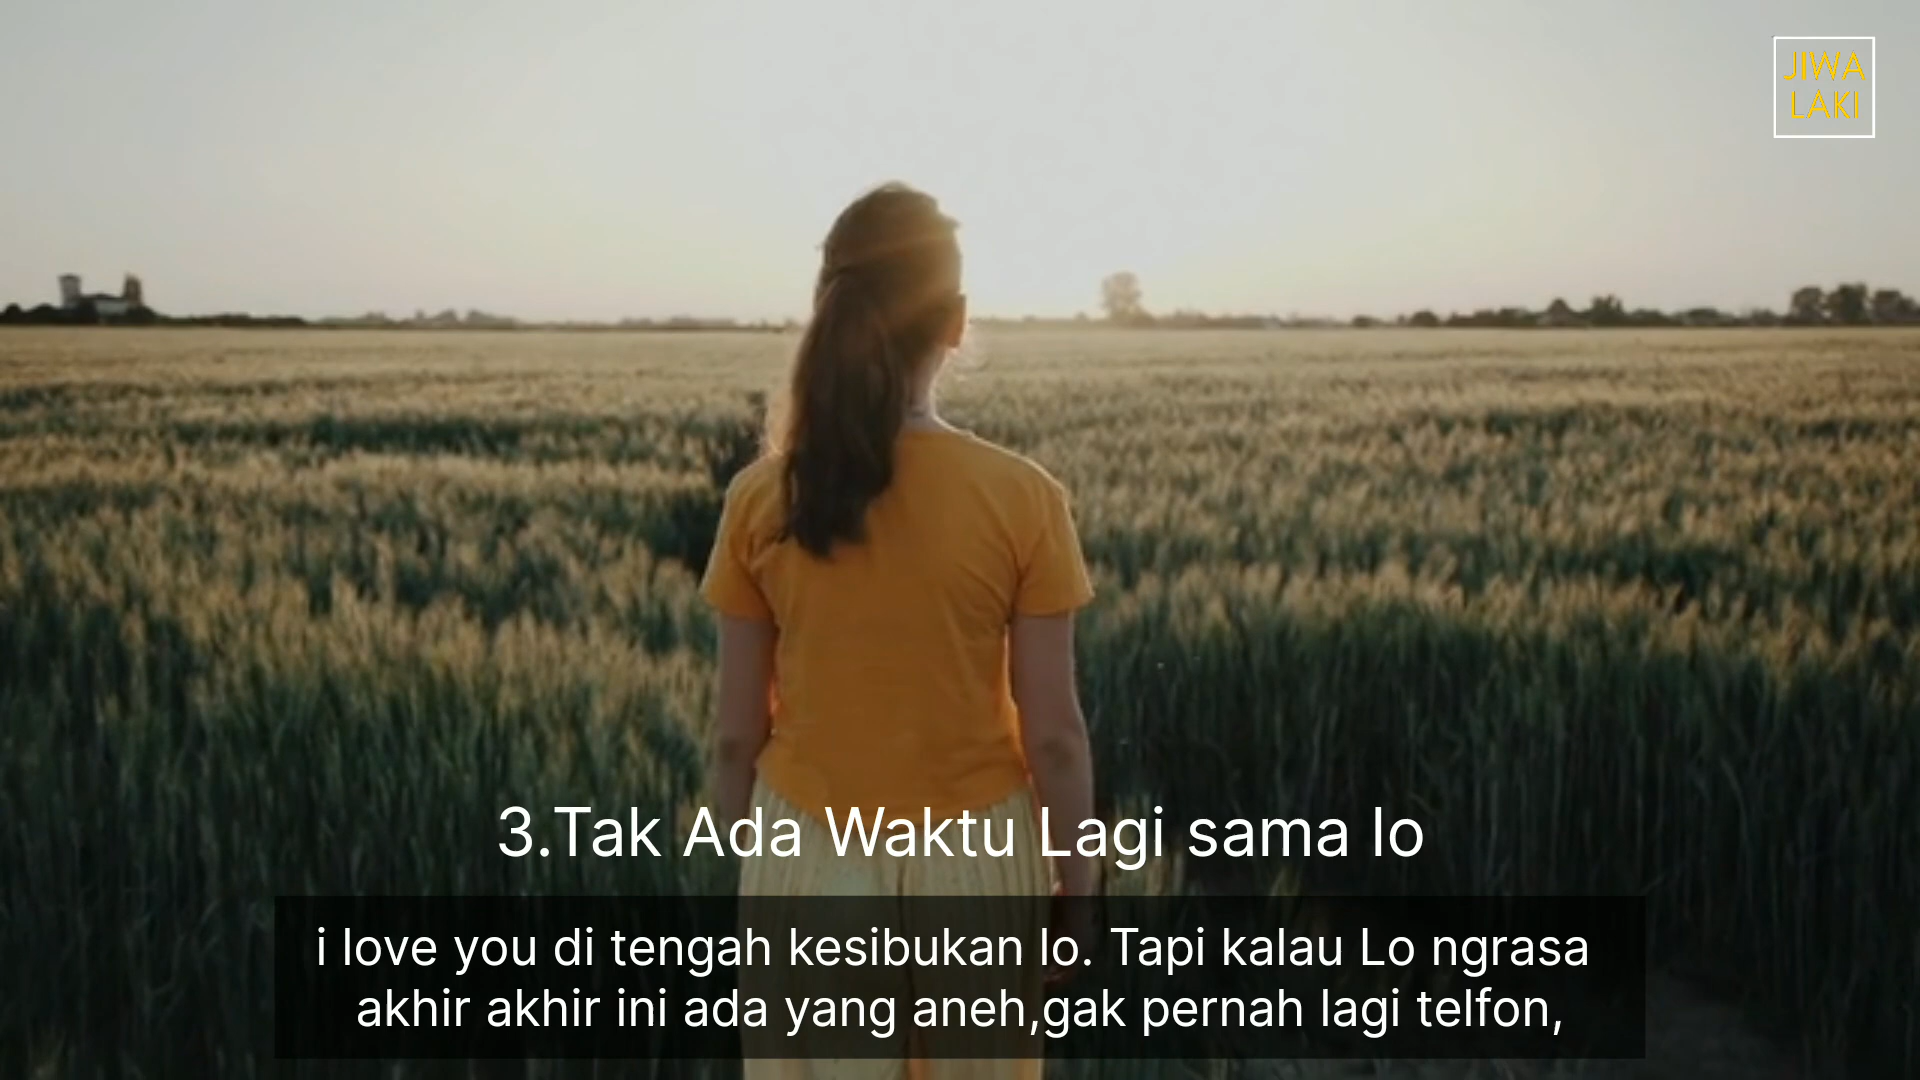 JIWA
LAKI
3.Tak Ada Waktu Lagi sama lo
i love you di tengah kesibukan lo. Tapi kalau Lo ngrasa
akhir akhir ini ada yang aneh,gak pernah lagi telfon,